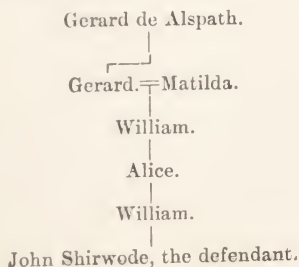 Gerard de Alspath.
Gerard.=Matilda.
William.
Alice.
William.
John Shirwode, the defendant.